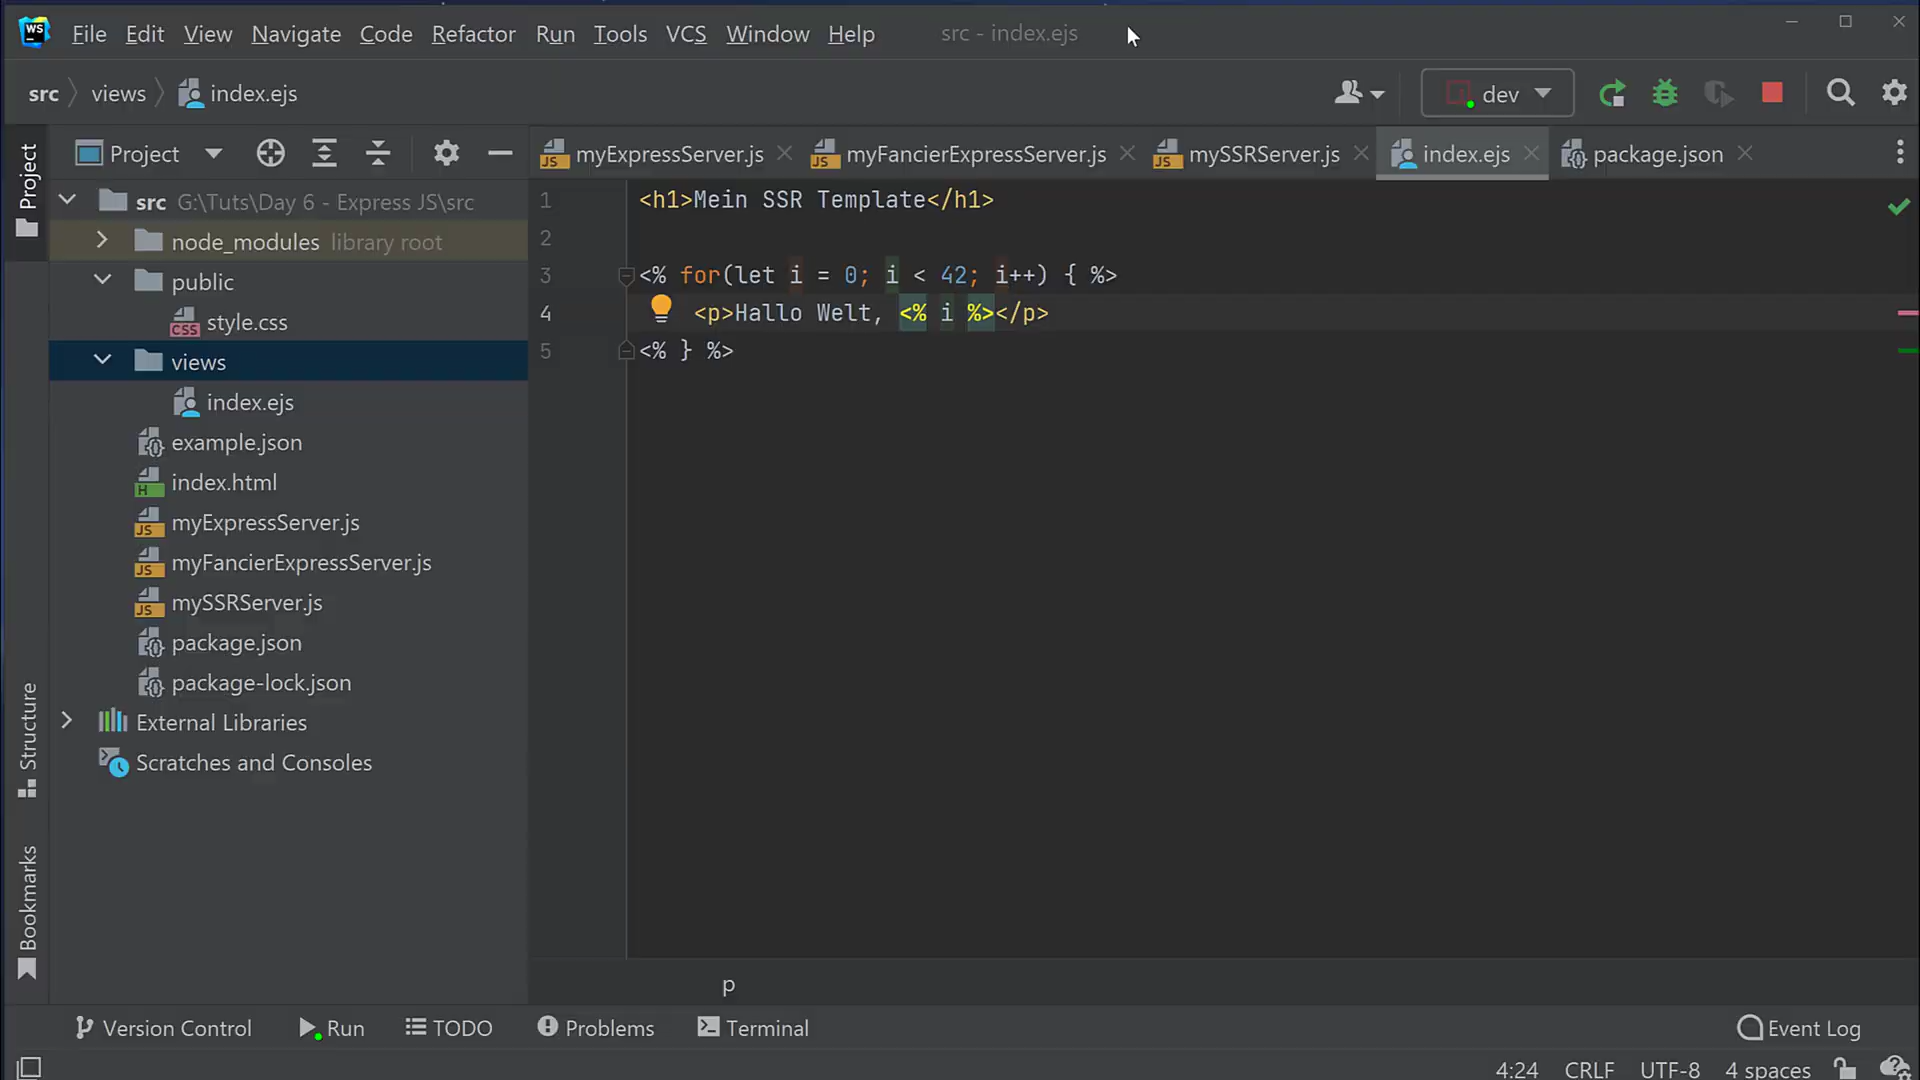 WS File Edit View Navigate Code Refactor Run Tools VCS Window Help src - index.ejs
src views index.ejs dev
Project
Project myExpressServer.js myFancierExpressServer.js mySSRServer.js index.ejs package.json
src G:\Tuts\Day 6 - Express JS\src
node_modules library root
public
style.css
views
index.ejs
example.json
index.html
myExpressServer.js
myFancierExpressServer.js
mySSRServer.js
package.json
package-lock.json
External Libraries
Scratches and Consoles
1 <h1>Mein SSR Template</h1>
2
3 <% for(let i = 0; i < 42; i++) { %>
4 <p>Hallo Welt, <% i %></p>
5 <% } %>
Structure
Bookmarks
p
Version Control Run TODO Problems Terminal Event Log
4:24 CRLF UTF-8 4 spaces